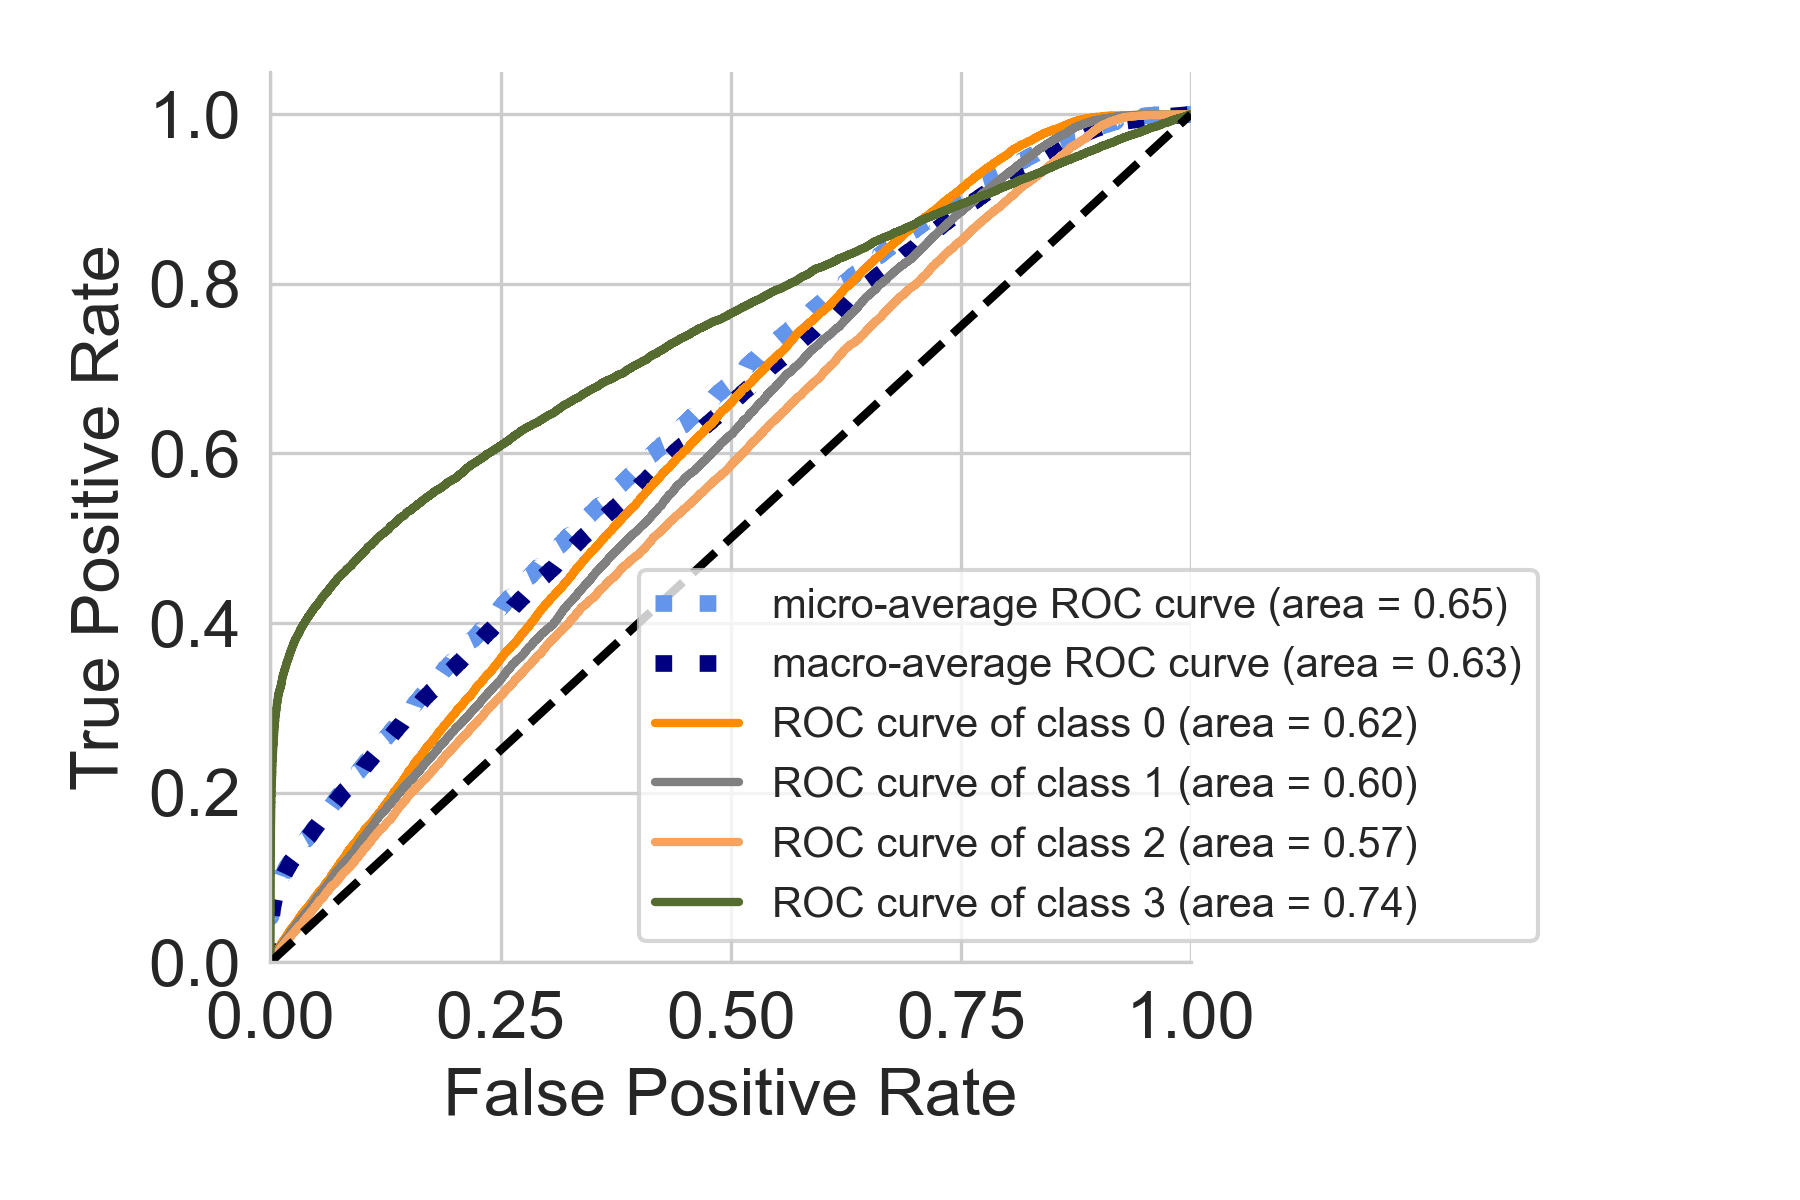 True Positive Rate
1.0
0.8
0.6
0.4
0.2
0.0
0.00 0.25 0.50 0.75 1.00
False Positive Rate
micro-average ROC curve (area = 0.65)
macro-average ROC curve (area = 0.63)
ROC curve of class 0 (area = 0.62)
ROC curve of class 1 (area = 0.60)
ROC curve of class 2 (area = 0.57)
ROC curve of class 3 (area = 0.74)